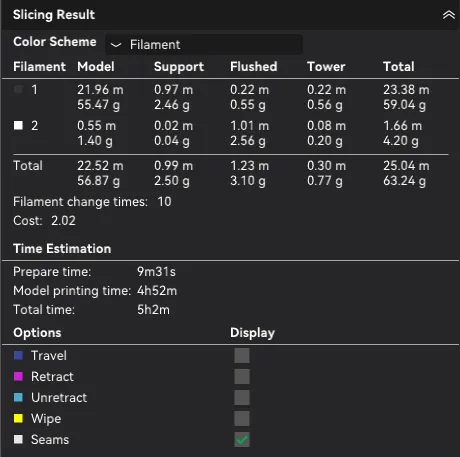 Slicing Result
Color Scheme Filament
Filament Model Support Flushed Tower Total
1 21.96 m 0.97 m 0.22 m 0.22 m 23.38 m
55.47 g 2.46 g 0.55 g 0.56 g 59.04 g
2 0.55 m 0.02 m 1.01 m 0.08 m 1.66 m
1.40 g 0.04 g 2.56 g 0.20 g 4.20 g
Total 22.52 m 0.99 m 1.23 m 0.30 m 25.04 m
56.87 g 2.50 g 3.10 g 0.77 g 63.24 g
Filament change times: 10
Cost: 2.02
Time Estimation
Prepare time: 9m31s
Model printing time: 4h52m
Total time: 5h2m
Options Display
Travel
Retract
Unretract
Wipe
Seams